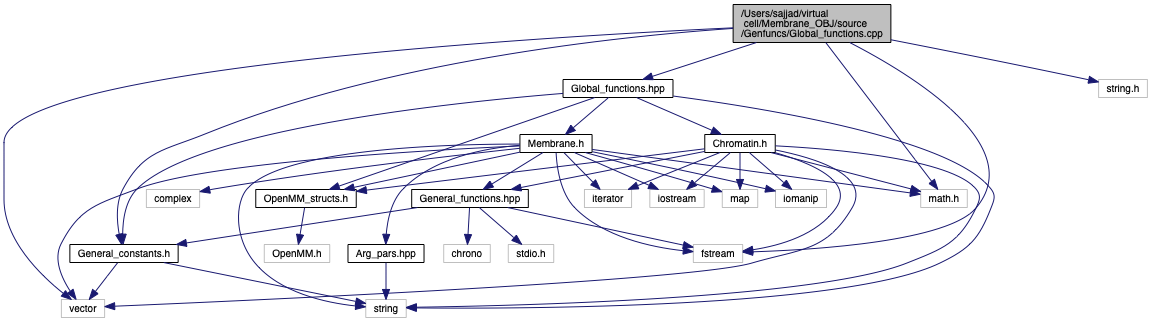 /Users/sajjad/virtual
cell/Membrane_OBJ/source
/Genfuncs/Global_functions.cpp
Global_functions.hpp
string.h
Membrane.h
Chromatin.h
complex
OpenMM_structs.h
General_functions.hpp
iterator
iostream
map
iomanip
math.h
General_constants.h
OpenMM.h
Arg_pars.hpp
chrono
stdio.h
fstream
vector
string